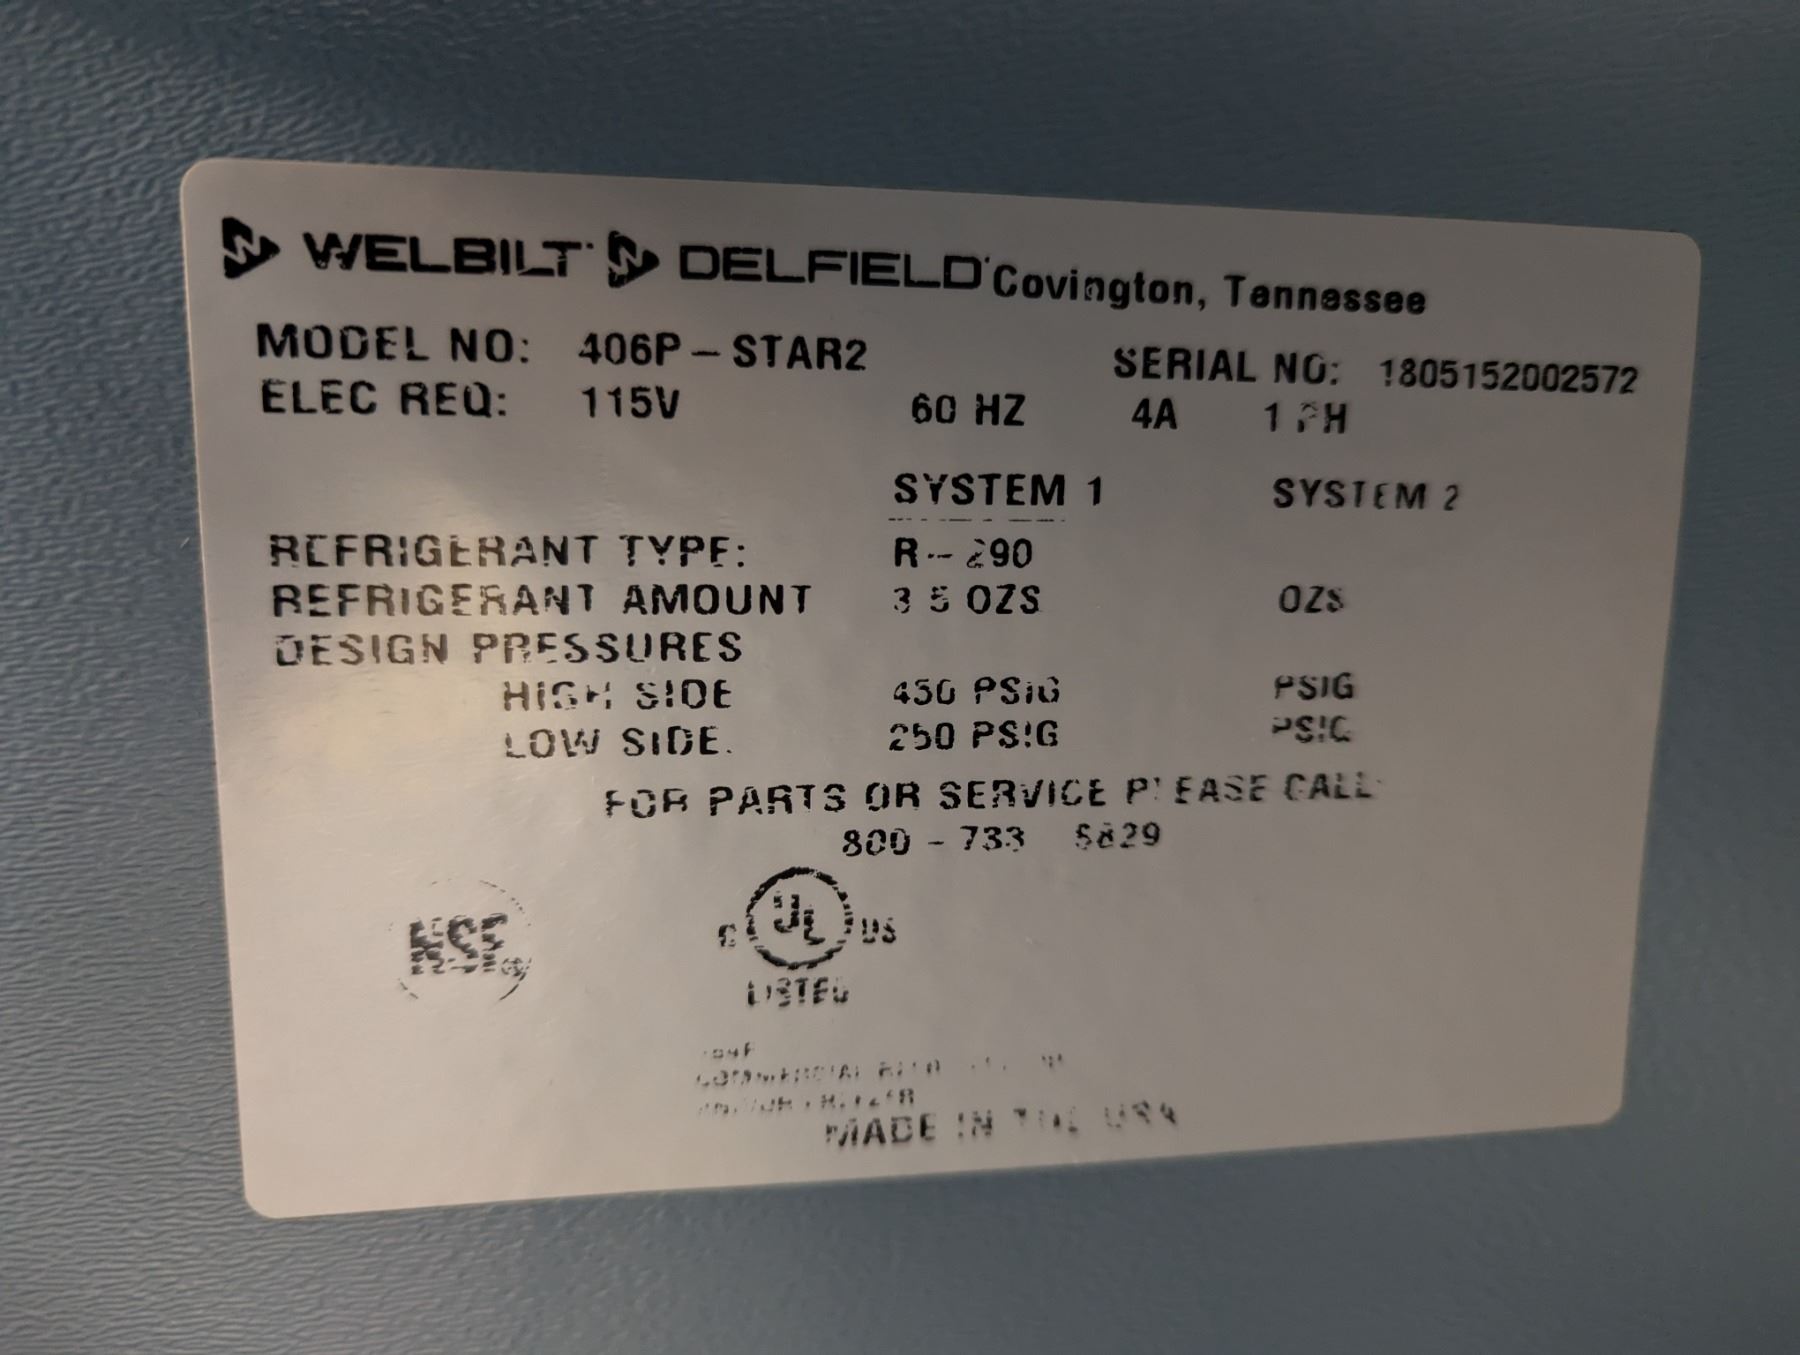 WELBILT DELFIELD Covington, Tennessee
MODEL NO: 406P-STAR2 SERIAL NO: 1805152002572
ELEC REQ: 115V 60 HZ 4A 1 PH
SYSTEM 1 SYSTEM 2
REFRIGERANT TYPE: R-290
REFRIGERANT AMOUNT 3.5 OZS OZS
DESIGN PRESSURES
HIGH SIDE 450 PSIG PSIG
LOW SIDE. 250 PSIG PSIG
FOR PARTS OR SERVICE PLEASE CALL
800-733 8829
NSF
C UL US
LISTED
COMMERCIAL
MADE IN THE USA